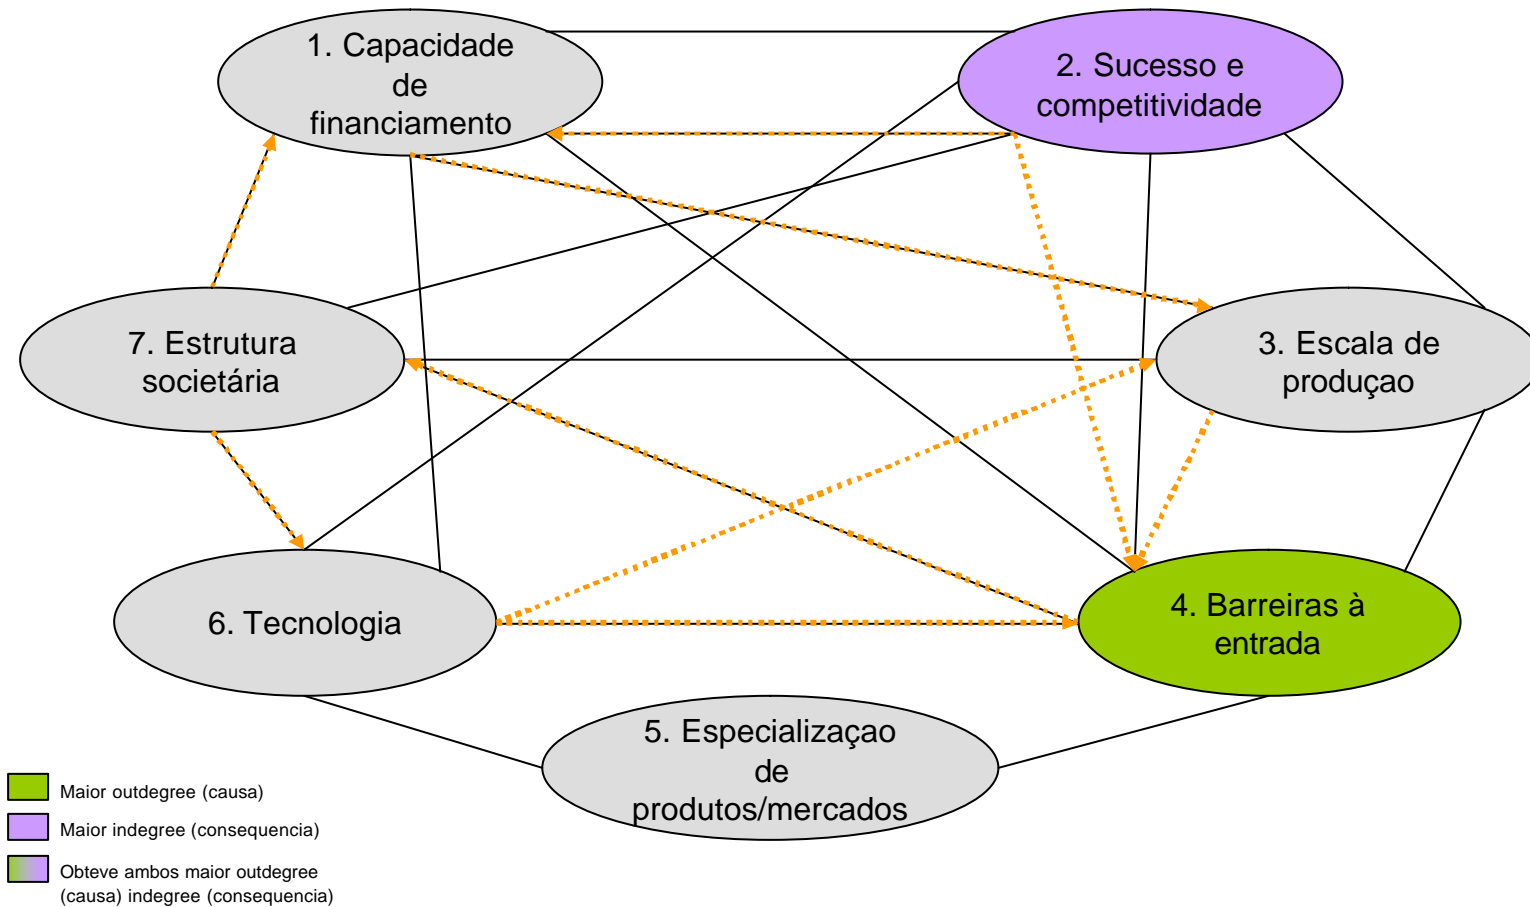 1. Capacidade
de
financiamento
2. Sucesso e
competitividade
7. Estrutura
societária
3. Escala de
produçao
6. Tecnologia
4. Barreiras à
entrada
5. Especializaçao
de
produtos/mercados
Maior outdegree (causa)
Maior indegree (consequencia)
Obteve ambos maior outdegree
(causa) indegree (consequencia)